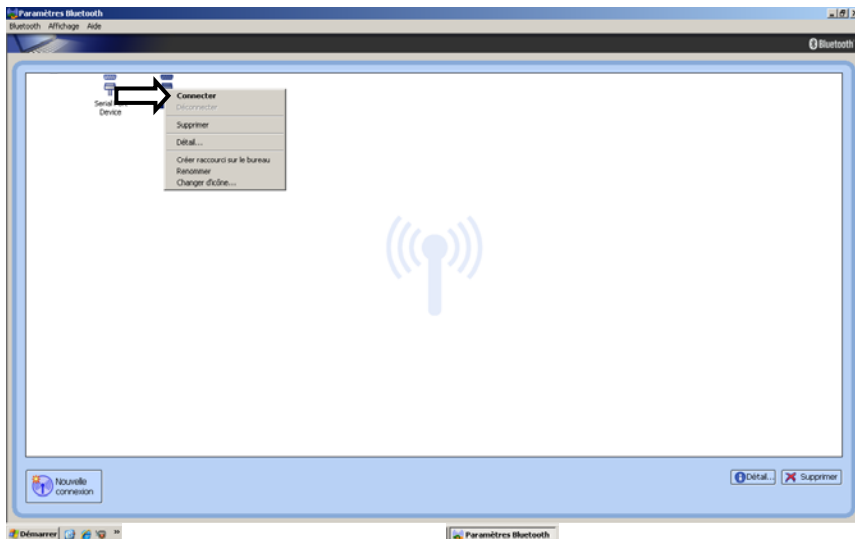 Paramètres Bluetooth
Bluetooth Affichage Aide
Bluetooth
Serial
Device
Connecter
Déconnecter
Supprimer
Détail...
Créer raccourci sur le bureau
Renommer
Changer d'icône...
Nouvelle
connexion
Détail...
Supprimer
Démarrer
Paramètres Bluetooth